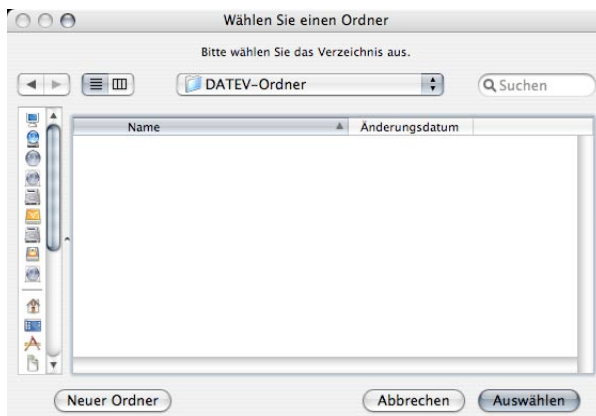 Wählen Sie einen Ordner
Bitte wählen Sie das Verzeichnis aus.
DATEV-Ordner
Suchen
Name
Änderungsdatum
Neuer Ordner
Abbrechen
Auswählen